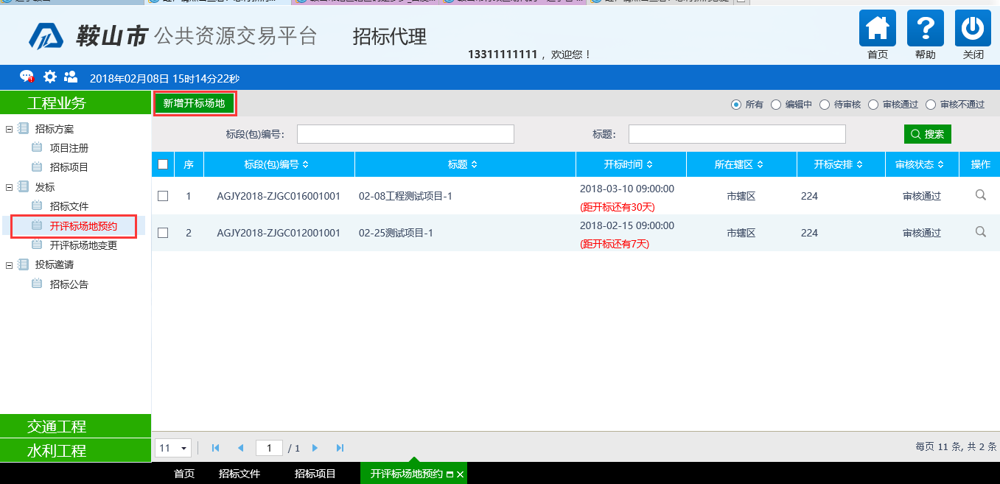 鞍山市 公共资源交易平台 招标代理
13311111111 ，欢迎您！
首页 帮助 关闭
2018年02月08日 15时14分22秒
工程业务
招标方案
项目注册
招标项目
发标
招标文件
开评标场地预约
开评标场地变更
投标邀请
招标公告
交通工程
水利工程
新增开标场地
所有 编辑中 待审核 审核通过 审核不通过
标段(包)编号： 标题： 搜索
序 标段(包)编号 标题 开标时间 所在辖区 开标安排 审核状态 操作
1 AGJY2018-ZJGC016001001 02-08工程测试项目-1 2018-03-10 09:00:00 市辖区 224 审核通过
(距开标还有30天)
2 AGJY2018-ZJGC012001001 02-25测试项目-1 2018-02-15 09:00:00 市辖区 224 审核通过
(距开标还有7天)
11 1 / 1 每页 11 条, 共 2 条
首页 招标文件 招标项目 开评标场地预约